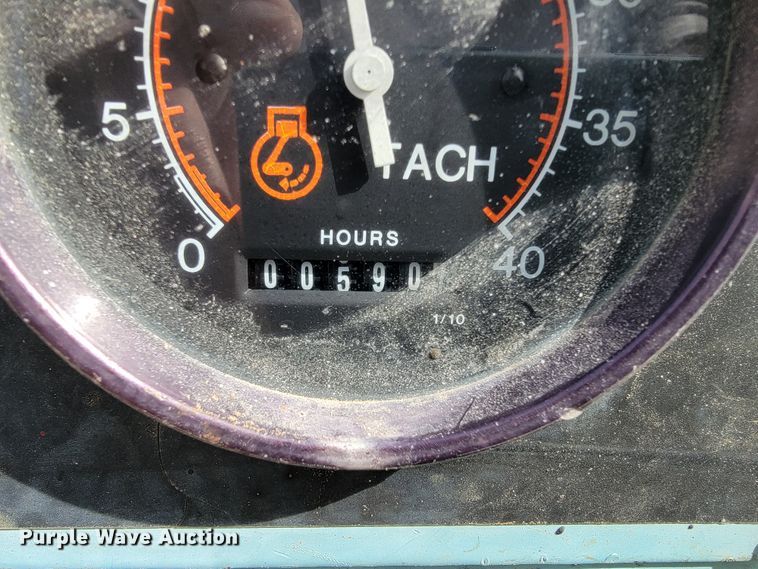 5
35
TACH
0
HOURS
40
00590
1/10
Purple Wave Auction